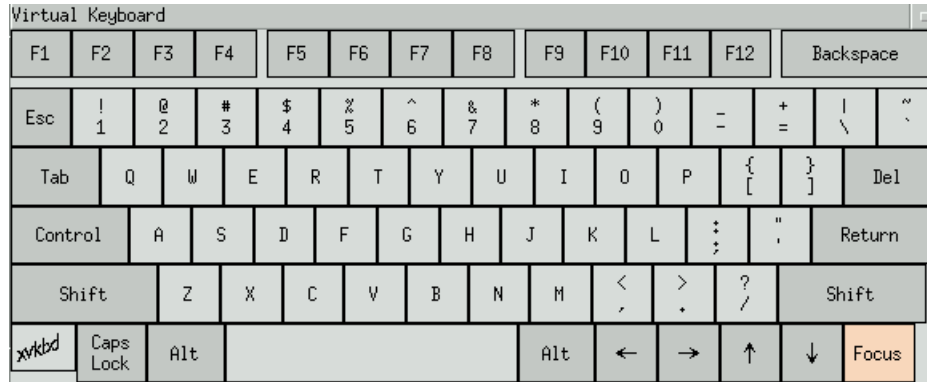 Virtual Keyboard
F1 F2 F3 F4 F5 F6 F7 F8 F9 F10 F11 F12 Backspace
Esc ! 1 @ 2 # 3 $ 4 % 5 ^ 6 & 7 * 8 ( 9 ) 0 _ - + = | \ ~ `
Tab Q W E R T Y U I O P { [ } ] Del
Control A S D F G H J K L : ; " ' Return
Shift Z X C V B N M < , > . ? / Shift
xvkbd Caps Lock Alt Alt ← → ↑ ↓ Focus